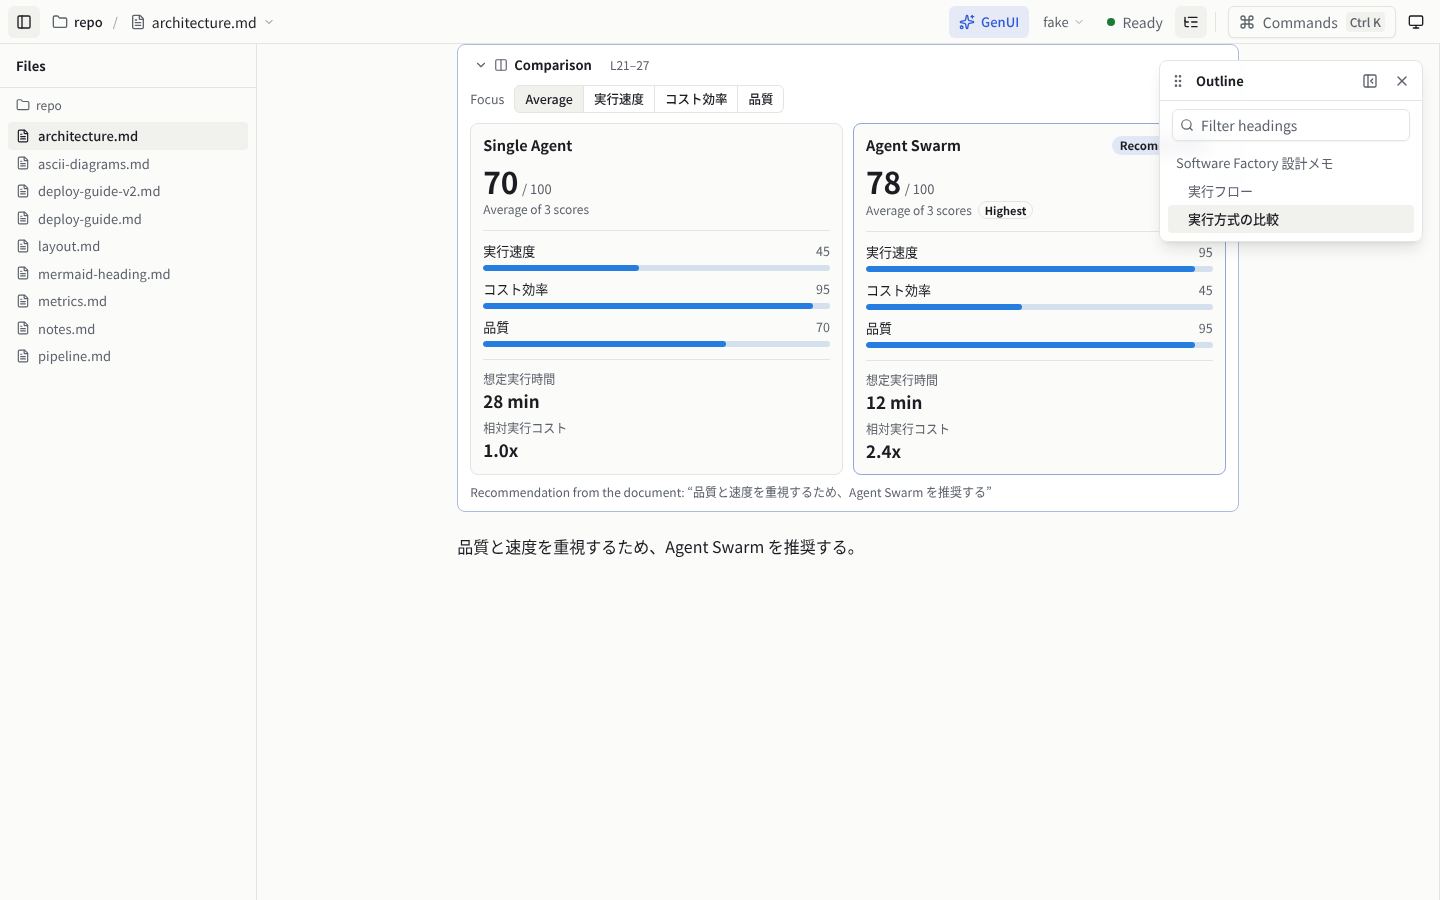 repo / architecture.md
GenUI
fake
Ready
Commands
Ctrl K
Files
repo
architecture.md
ascii-diagrams.md
deploy-guide-v2.md
deploy-guide.md
layout.md
mermaid-heading.md
metrics.md
notes.md
pipeline.md
Comparison L21–27
Focus Average 実行速度 コスト効率 品質
Single Agent
70 / 100
Average of 3 scores
実行速度 45
コスト効率 95
品質 70
想定実行時間
28 min
相対実行コスト
1.0x
Agent Swarm Recom
78 / 100
Average of 3 scores Highest
実行速度 95
コスト効率 45
品質 95
想定実行時間
12 min
相対実行コスト
2.4x
Recommendation from the document: “品質と速度を重視するため、Agent Swarm を推奨する”
品質と速度を重視するため、Agent Swarm を推奨する。
Outline
Filter headings
Software Factory 設計メモ
実行フロー
実行方式の比較